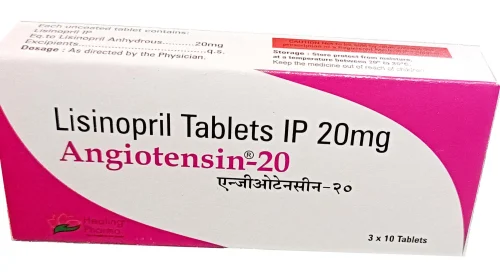 Each uncoated tablet contains:
Lisinopril IP
Eq.to Lisinopril Anhydrous......20mg
Excipients......q.s.
Dosage : As directed by the Physician.
Storage : Store protect from moisture,
at a temperature between
Keep the medicine out of reach of
Lisinopril Tablets IP 20mg
Angiotensin®-20
एन्जीओटेनसीन-२०
Healing
Pharma
3 x 10 Tablets